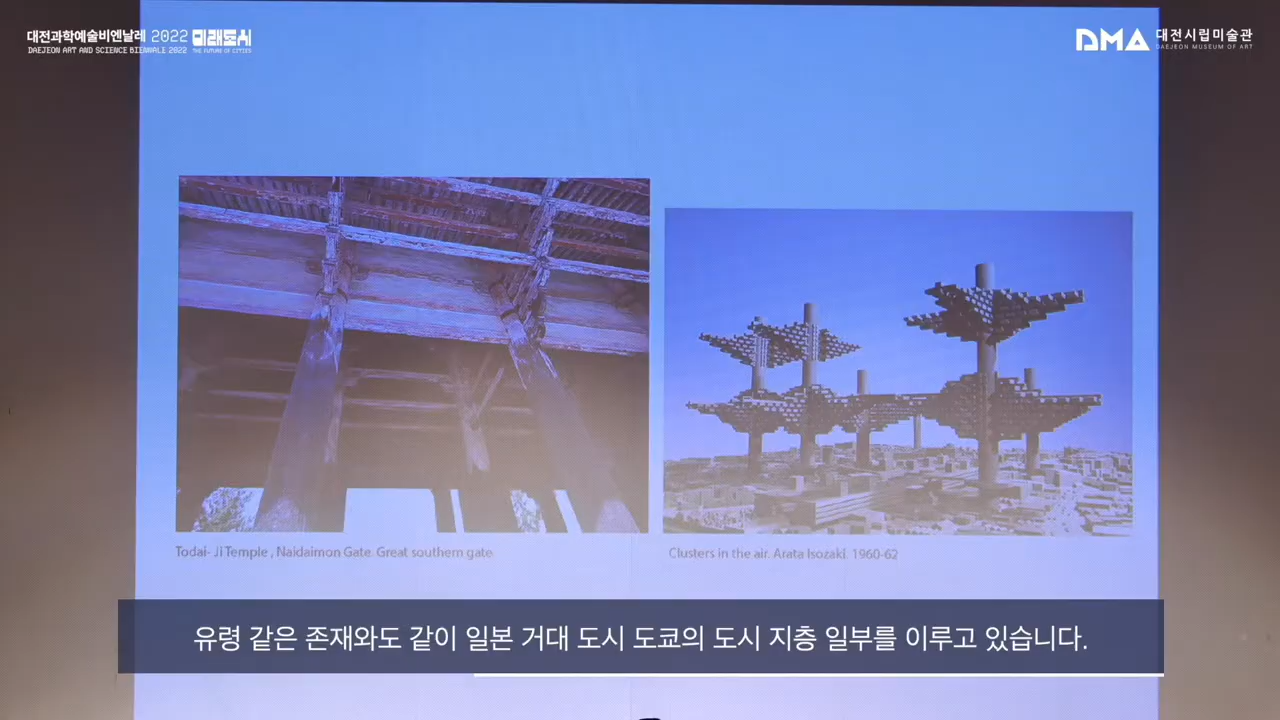 대전과학예술비엔날레 2022 미래도시
DAEJEON ART AND SCIENCE BIENNALE 2022 THE FUTURE OF CITIES
DMA 대전시립미술관
DAEJEON MUSEUM OF ART
Todai- Ji Temple , Naidaimon Gate. Great southern gate
Clusters in the air. Arata Isozaki. 1960-62
유령 같은 존재와도 같이 일본 거대 도시 도쿄의 도시 지층 일부를 이루고 있습니다.